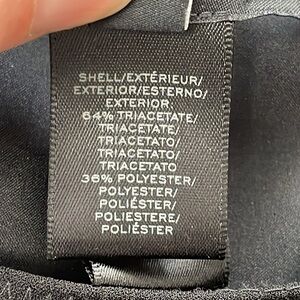 SHELL/EXTÉRIEUR/
EXTERIOR/ESTERNO/
EXTERIOR:
64% TRIACETATE/
TRIACETATE/
TRIACETATO/
TRIACETATO/
TRIACETATO
36% POLYESTER/
POLYESTER/
POLIÉSTER/
POLIESTERE/
POLIÉSTER